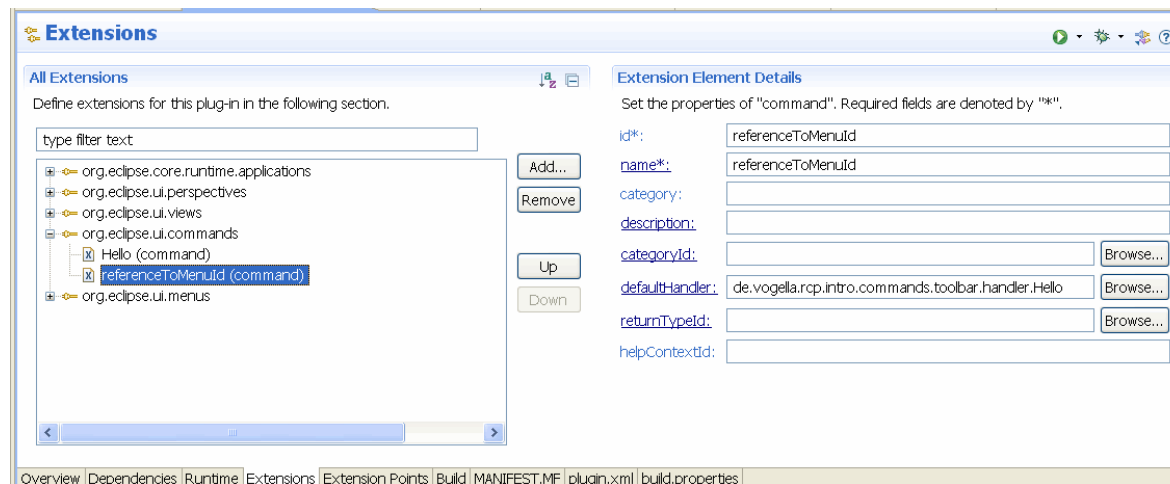 Extensions
All Extensions
Define extensions for this plug-in in the following section.
type filter text
org.eclipse.core.runtime.applications
org.eclipse.ui.perspectives
org.eclipse.ui.views
org.eclipse.ui.commands
Hello (command)
referenceToMenuId (command)
org.eclipse.ui.menus
Add...
Remove
Up
Down
Extension Element Details
Set the properties of "command". Required fields are denoted by "*".
id*: referenceToMenuId
name*: referenceToMenuId
category:
description:
categoryId: Browse...
defaultHandler: de.vogella.rcp.intro.commands.toolbar.handler.Hello Browse...
returnTypeId: Browse...
helpContextId:
Overview Dependencies Runtime Extensions Extension Points Build MANIFEST.MF plugin.xml build.properties